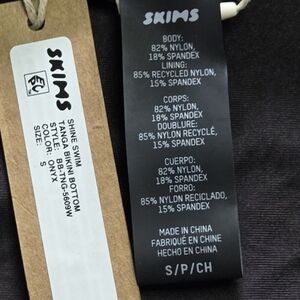 SKIMS
SHINE SWIM
TANGA BIKINI BOTTOM
STYLE: BB-TNG-5609W
COLOR: ONYX
SIZE: S
SKIMS
BODY:
82% NYLON,
18% SPANDEX
LINING:
85% RECYCLED NYLON,
15% SPANDEX
CORPS:
82% NYLON,
18% SPANDEX
DOUBLURE:
85% NYLON RECYCLÉ,
15% SPANDEX
CUERPO:
82% NYLON,
18% SPANDEX
FORRO:
85% NYLON RECICLADO,
15% SPANDEX
MADE IN CHINA
FABRIQUÉ EN CHINE
HECHO EN CHINA
S/P/CH